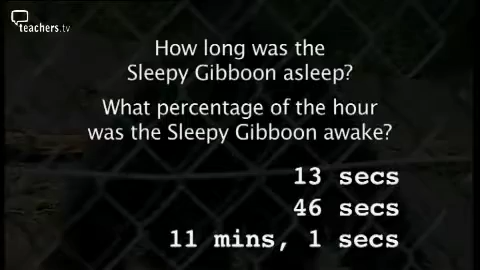 teachers.tv
How long was the
Sleepy Gibboon asleep?
What percentage of the hour
was the Sleepy Gibboon awake?
13 secs
46 secs
11 mins, 1 secs